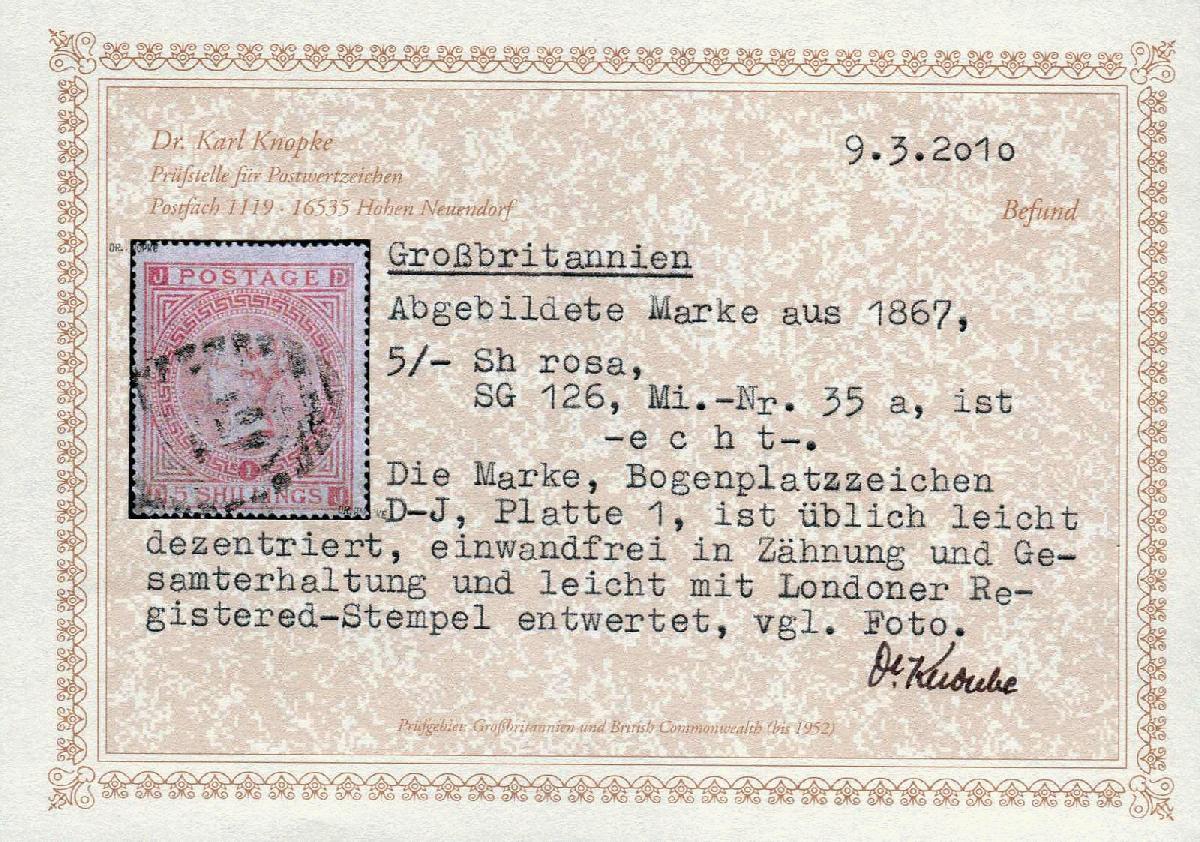 Dr. Karl Knopke
Prüfstelle für Postwertzeichen
Postfach 1119 · 16535 Hohen Neuendorf
9.3.2010
Befund
J POSTAGE D
1
D 5 SHILLINGS J
Großbritannien
Abgebildete Marke aus 1867,
5/- Sh rosa,
SG 126, Mi.-Nr. 35 a, ist
-e c h t-.
Die Marke, Bogenplatzzeichen
D-J, Platte 1, ist üblich leicht
dezentriert, einwandfrei in Zähnung und Ge-
samterhaltung und leicht mit Londoner Re-
gistered-Stempel entwertet, vgl. Foto.
Dr. Knopke
Prüfgebiet: Großbritannien und British Commonwealth (bis 1952)